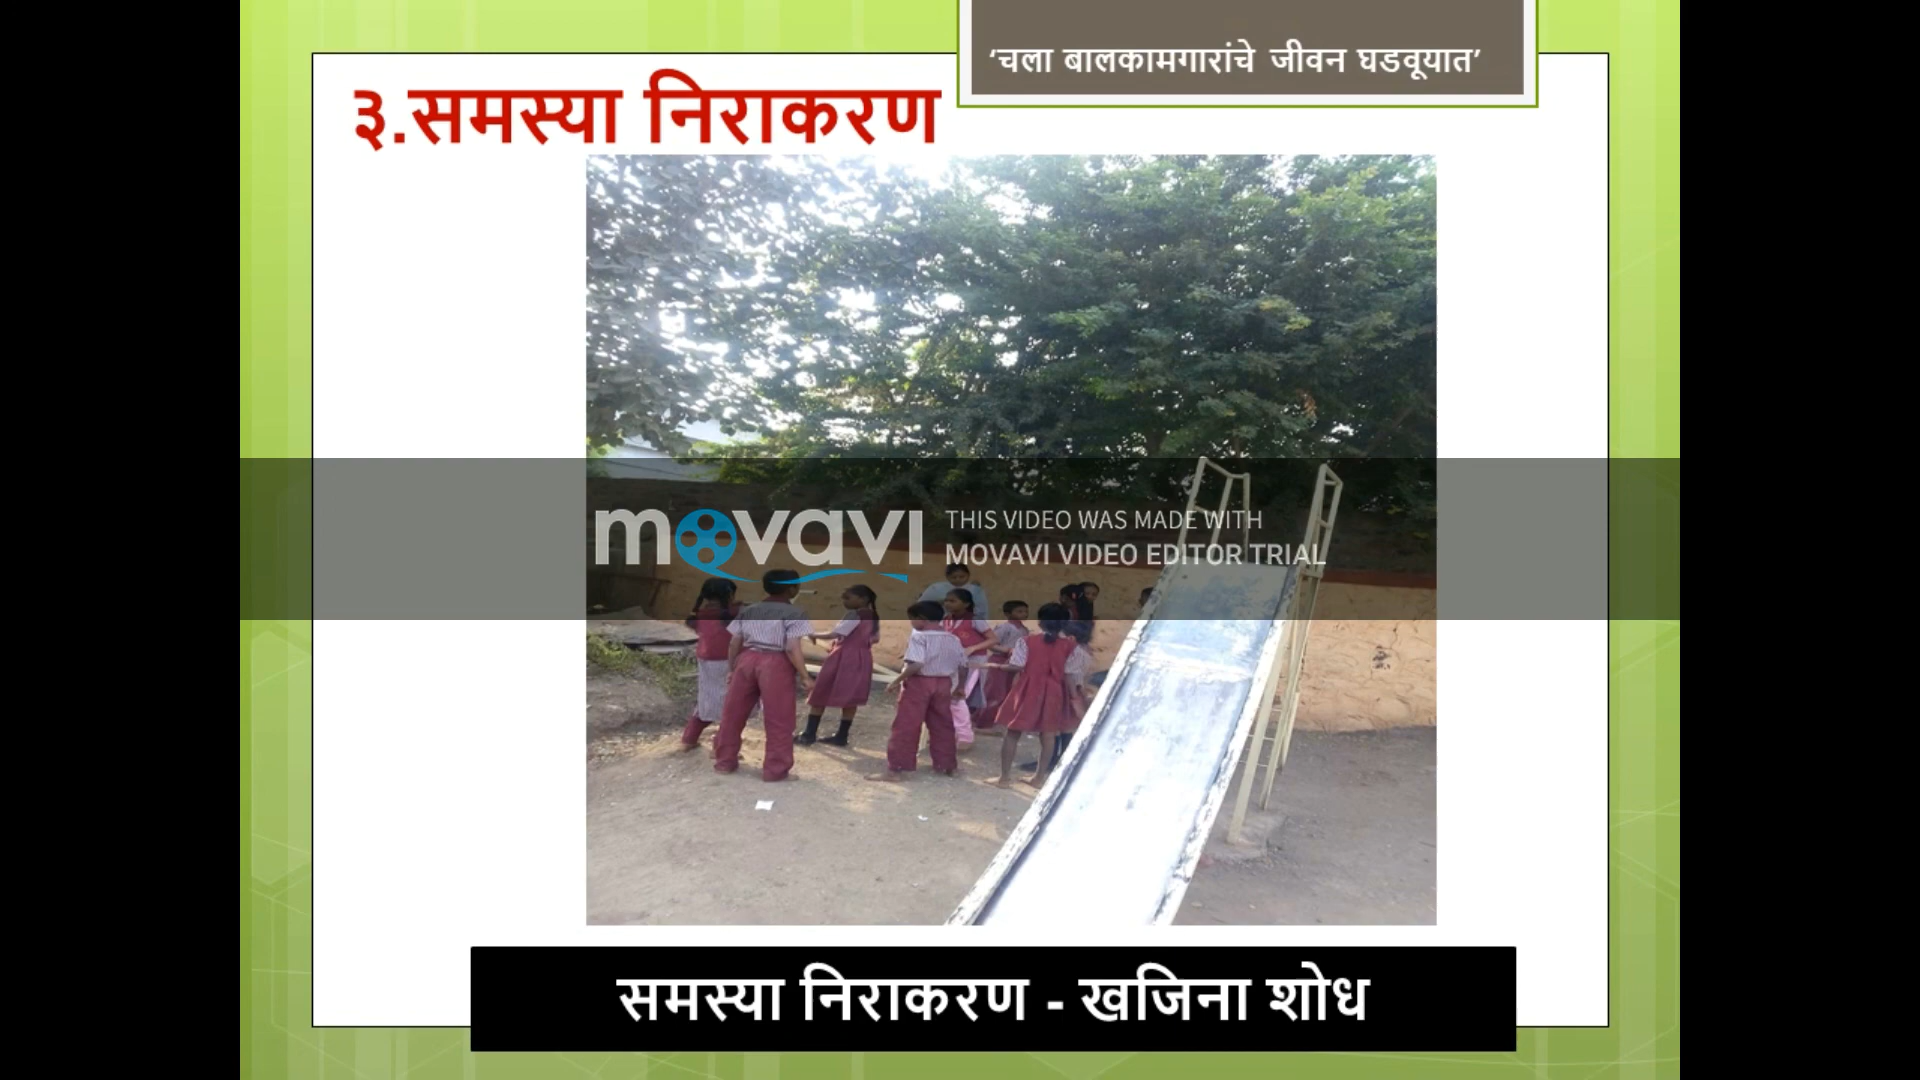 ‘चला बालकामगारांचे जीवन घडवूयात’
३.समस्या निराकरण
movavi
THIS VIDEO WAS MADE WITH
MOVAVI VIDEO EDITOR TRIAL
समस्या निराकरण - खजिना शोध